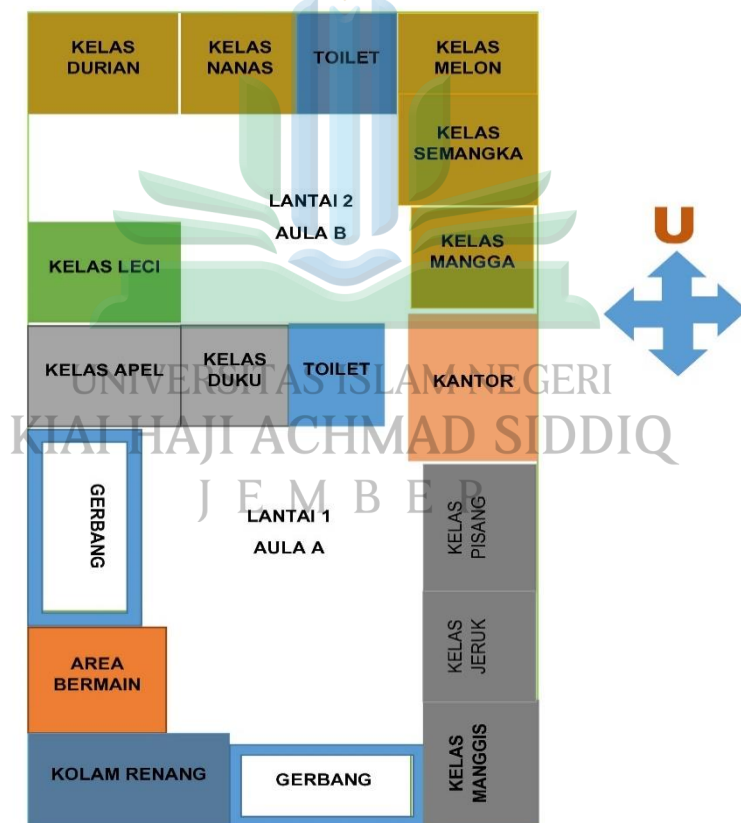 KELAS
DURIAN
KELAS
NANAS
TOILET
KELAS
MELON
KELAS
SEMANGKA
LANTAI 2
AULA B
KELAS LECI
KELAS
MANGGA
U
KELAS APEL
KELAS
DUKU
TOILET
KANTOR
UNIVERSITAS ISLAM NEGERI
KIAI HAJI ACHMAD SIDDIQ
JEMBER
GERBANG
LANTAI 1
AULA A
KELAS
PISANG
KELAS
JERUK
AREA
BERMAIN
KELAS
MANGGIS
KOLAM RENANG
GERBANG